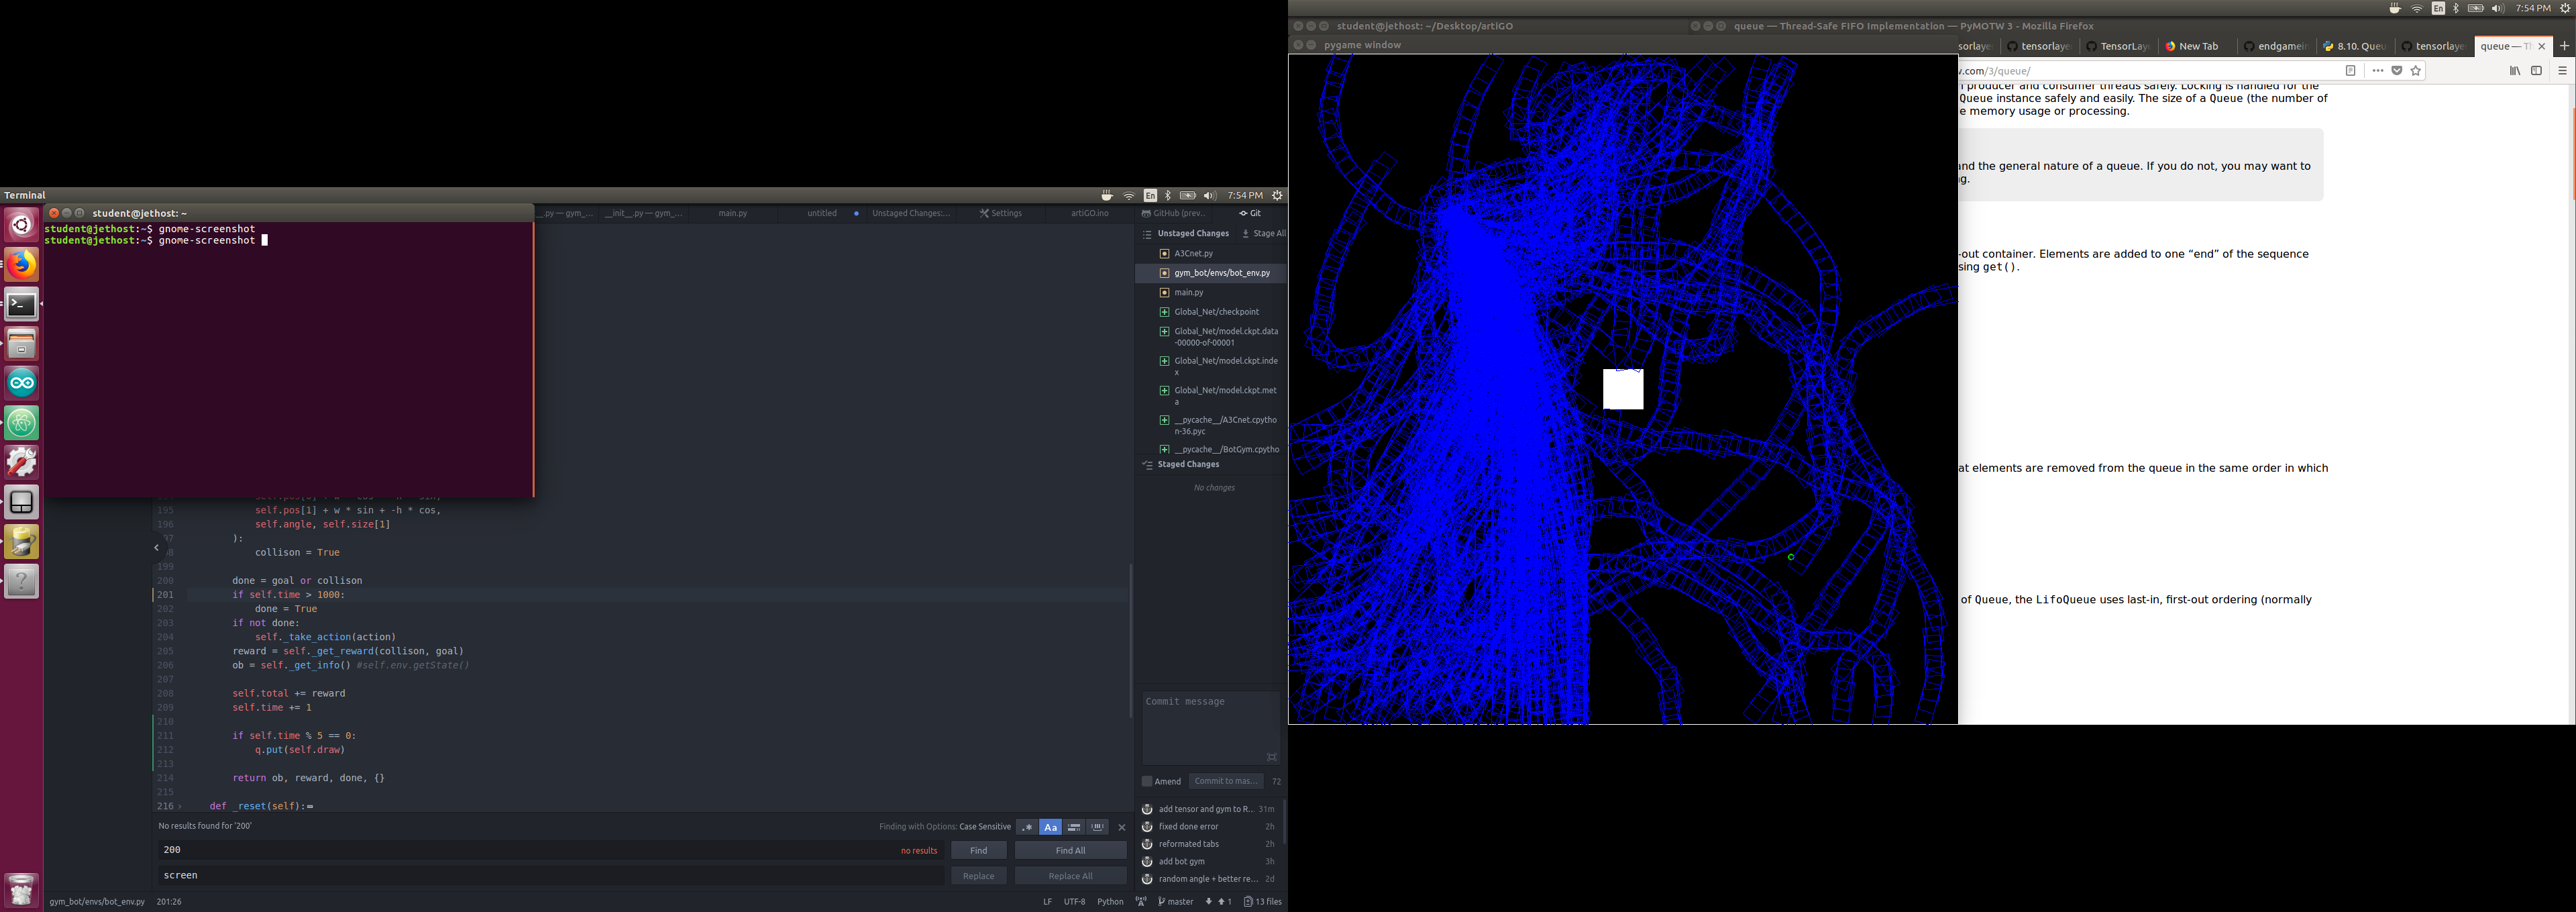 Terminal
En
7:54 PM
student@jethost: ~
student@jethost:~$ gnome-screenshot
student@jethost:~$ gnome-screenshot
__.py — gym_...
__init__.py — gym_...
main.py
untitled
Unstaged Changes:...
Settings
artiGO.ino
GitHub (prev...
Git
195 self.pos[1] + w * sin + -h * cos,
196 self.angle, self.size[1]
97 ):
8 collison = True
199
200 done = goal or collison
201 if self.time > 1000:
202 done = True
203 if not done:
204 self._take_action(action)
205 reward = self._get_reward(collison, goal)
206 ob = self._get_info() #self.env.getState()
207
208 self.total += reward
209 self.time += 1
210
211 if self.time % 5 == 0:
212 q.put(self.draw)
213
214 return ob, reward, done, {}
215
216 def _reset(self):
No results found for '200'
Finding with Options: Case Sensitive
.*
Aa
200
no results
Find
Find All
screen
Replace
Replace All
gym_bot/envs/bot_env.py 201:26
LF UTF-8 Python master 1 13 files
Unstaged Changes
Stage All
A3Cnet.py
gym_bot/envs/bot_env.py
main.py
Global_Net/checkpoint
Global_Net/model.ckpt.data
-00000-of-00001
Global_Net/model.ckpt.inde
x
Global_Net/model.ckpt.met
a
__pycache__/A3Cnet.cpytho
n-36.pyc
__pycache__/BotGym.cpytho
Staged Changes
No changes
Commit message
Amend
Commit to mas...
72
add tensor and gym to R... 31m
fixed done error 2h
reformated tabs 2h
add bot gym 3h
random angle + better re... 2d
En
7:54 PM
student@jethost: ~/Desktop/artiGO
queue — Thread-Safe FIFO Implementation — PyMOTW 3 - Mozilla Firefox
pygame window
sorlaye
tensorlaye
TensorLay
New Tab
endgamein
8.10. Queu
tensorlaye
queue — Th
w.com/3/queue/
producer and consumer threads safely. Locking is handled for the
Queue instance safely and easily. The size of a Queue (the number of
e memory usage or processing.
nd the general nature of a queue. If you do not, you may want to
g.
-out container. Elements are added to one “end” of the sequence
sing get().
at elements are removed from the queue in the same order in which
of Queue, the LifoQueue uses last-in, first-out ordering (normally